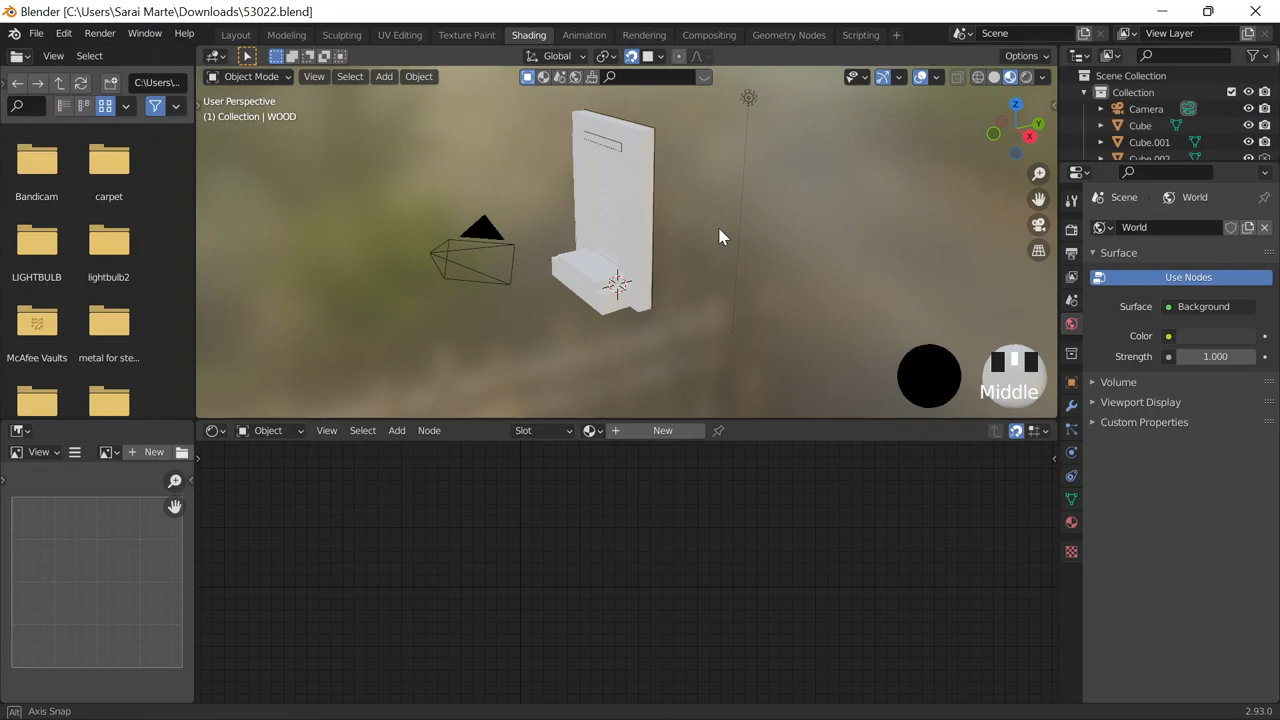 Blender [C:\Users\Sarai Marte\Downloads\53022.blend]
File Edit Render Window Help Layout Modeling Sculpting UV Editing Texture Paint Shading Animation Rendering Compositing Geometry Nodes Scripting + Scene View Layer
View Select Global Options
C:\Users\... Object Mode View Select Add Object
Scene Collection
Collection
Camera
Cube
Cube.001
Cube.002
User Perspective
(1) Collection | WOOD
Z
Y
X
Bandicam carpet
LIGHTBULB lightbulb2
McAfee Vaults metal for ste...
Scene World
World
Surface
Use Nodes
Surface Background
Color
Strength 1.000
Volume
Viewport Display
Custom Properties
Middle
Object View Select Add Node Slot + New
View + New
Alt Axis Snap 2.93.0